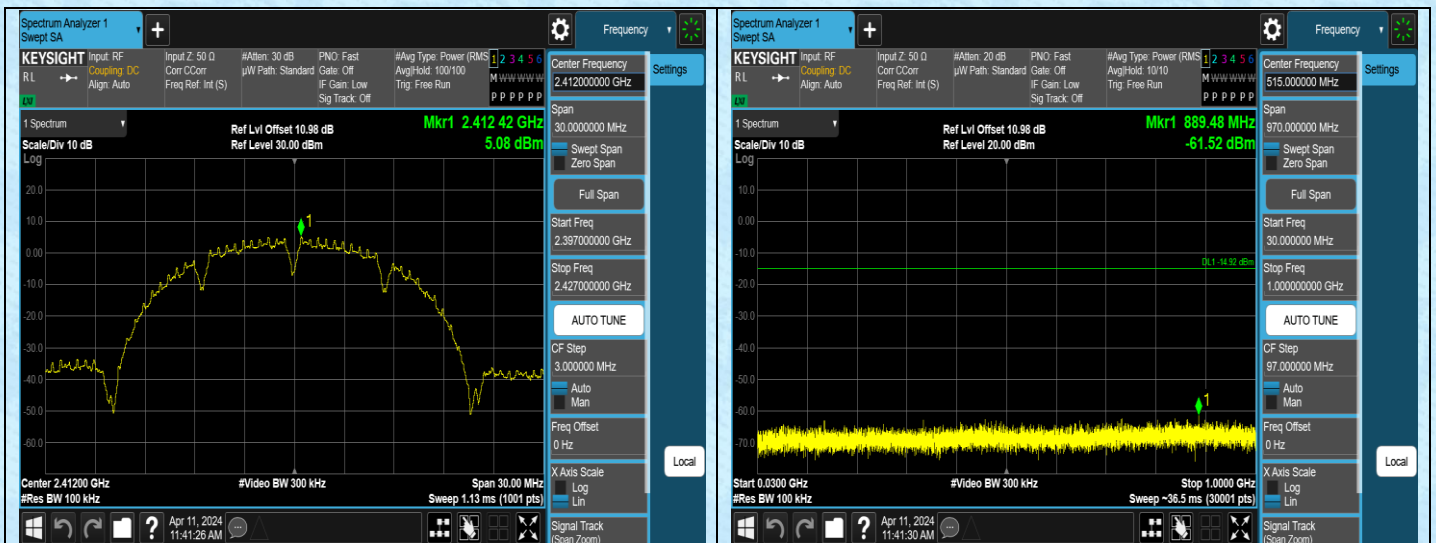 Spectrum Analyzer 1
Swept SA
Frequency
KEYSIGHT
RL
LXI
Input: RF
Coupling: DC
Align: Auto
Input Z: 50 Ω
Corr CCorr
Freq Ref: Int (S)
#Atten: 30 dB
µW Path: Standard
PNO: Fast
Gate: Off
IF Gain: Low
Sig Track: Off
#Avg Type: Power (RMS
Avg|Hold: 100/100
Trig: Free Run
1 2 3 4 5 6
M W W W W W
P P P P P P
1 Spectrum
Scale/Div 10 dB
Log
Ref Lvl Offset 10.98 dB
Ref Level 30.00 dBm
Mkr1 2.412 42 GHz
5.08 dBm
20.0
10.0
0.00
-10.0
-20.0
-30.0
-40.0
-50.0
-60.0
1
Center 2.41200 GHz
#Res BW 100 kHz
#Video BW 300 kHz
Span 30.00 MHz
Sweep 1.13 ms (1001 pts)
Apr 11, 2024
11:41:26 AM
Center Frequency
2.412000000 GHz
Settings
Span
30.0000000 MHz
Swept Span
Zero Span
Full Span
Start Freq
2.397000000 GHz
Stop Freq
2.427000000 GHz
AUTO TUNE
CF Step
3.000000 MHz
Auto
Man
Freq Offset
0 Hz
X Axis Scale
Log
Lin
Signal Track
(Span Zoom)
Local
Spectrum Analyzer 1
Swept SA
Frequency
KEYSIGHT
RL
LXI
Input: RF
Coupling: DC
Align: Auto
Input Z: 50 Ω
Corr CCorr
Freq Ref: Int (S)
#Atten: 20 dB
µW Path: Standard
PNO: Fast
Gate: Off
IF Gain: Low
Sig Track: Off
#Avg Type: Power (RMS
Avg|Hold: 10/10
Trig: Free Run
1 2 3 4 5 6
M W W W W W
P P P P P P
1 Spectrum
Scale/Div 10 dB
Log
Ref Lvl Offset 10.98 dB
Ref Level 20.00 dBm
Mkr1 889.48 MHz
-61.52 dBm
10.0
0.00
-10.0
-20.0
-30.0
-40.0
-50.0
-60.0
-70.0
DL1 -14.92 dBm
1
Start 0.0300 GHz
#Res BW 100 kHz
#Video BW 300 kHz
Stop 1.0000 GHz
Sweep ~36.5 ms (30001 pts)
Apr 11, 2024
11:41:30 AM
Center Frequency
515.000000 MHz
Settings
Span
970.000000 MHz
Swept Span
Zero Span
Full Span
Start Freq
30.000000 MHz
Stop Freq
1.000000000 GHz
AUTO TUNE
CF Step
97.000000 MHz
Auto
Man
Freq Offset
0 Hz
X Axis Scale
Log
Lin
Signal Track
(Span Zoom)
Local